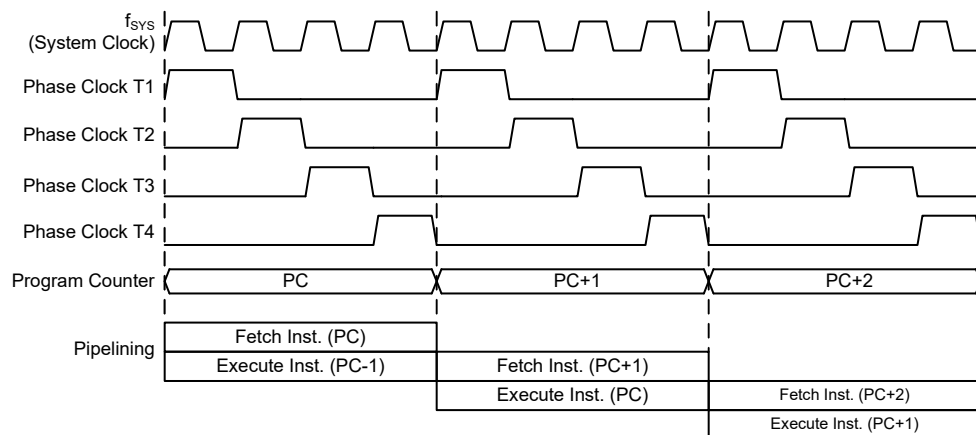 fSYS
(System Clock)
Phase Clock T1
Phase Clock T2
Phase Clock T3
Phase Clock T4
Program Counter PC PC+1 PC+2
Pipelining
Fetch Inst. (PC)
Execute Inst. (PC-1) Fetch Inst. (PC+1)
Execute Inst. (PC) Fetch Inst. (PC+2)
Execute Inst. (PC+1)